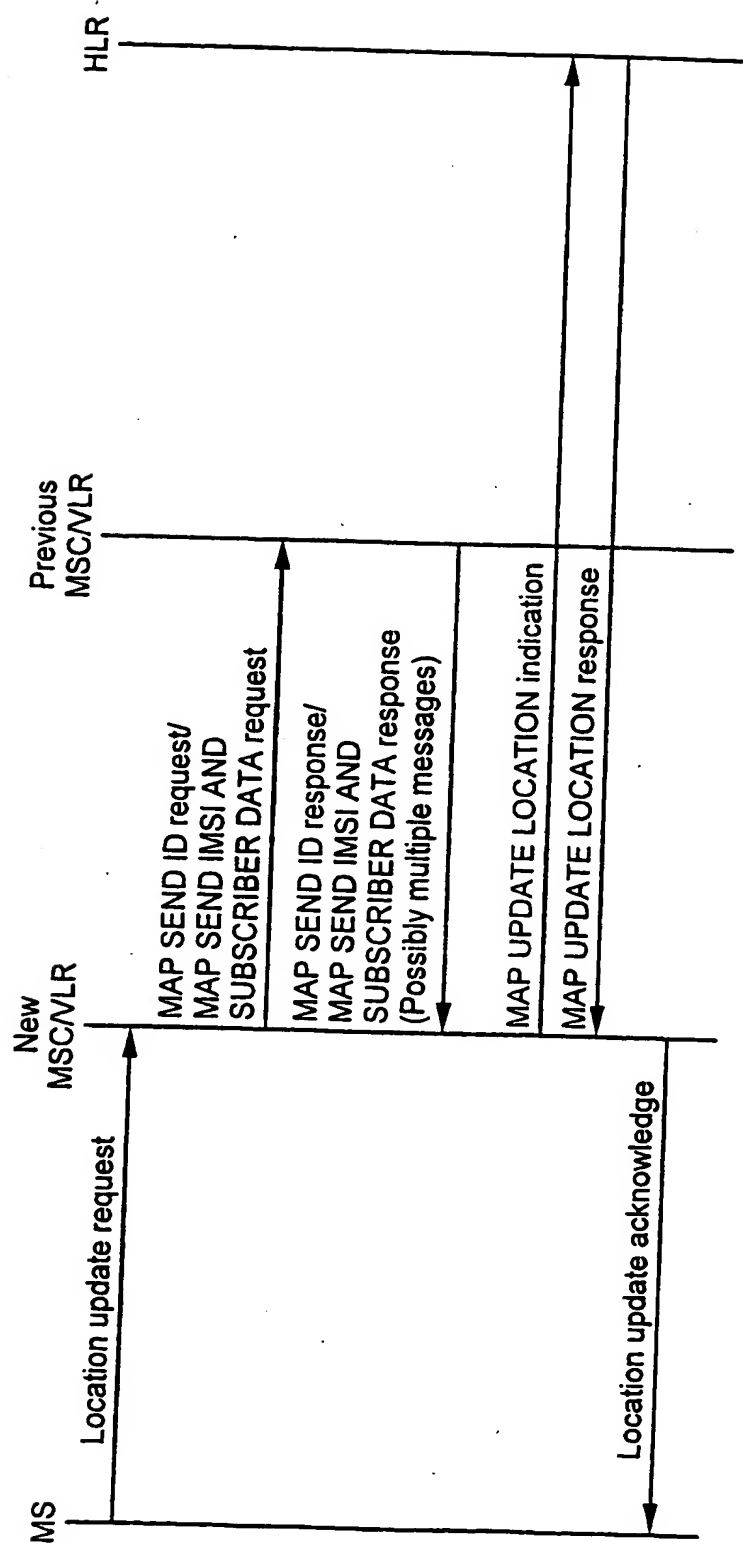 MS
New
MSC/VLR
Previous
MSC/VLR
HLR
Location update request
MAP SEND ID request/
MAP SEND IMSI AND
SUBSCRIBER DATA request
MAP SEND ID response/
MAP SEND IMSI AND
SUBSCRIBER DATA response
(Possibly multiple messages)
MAP UPDATE LOCATION indication
MAP UPDATE LOCATION response
Location update acknowledge